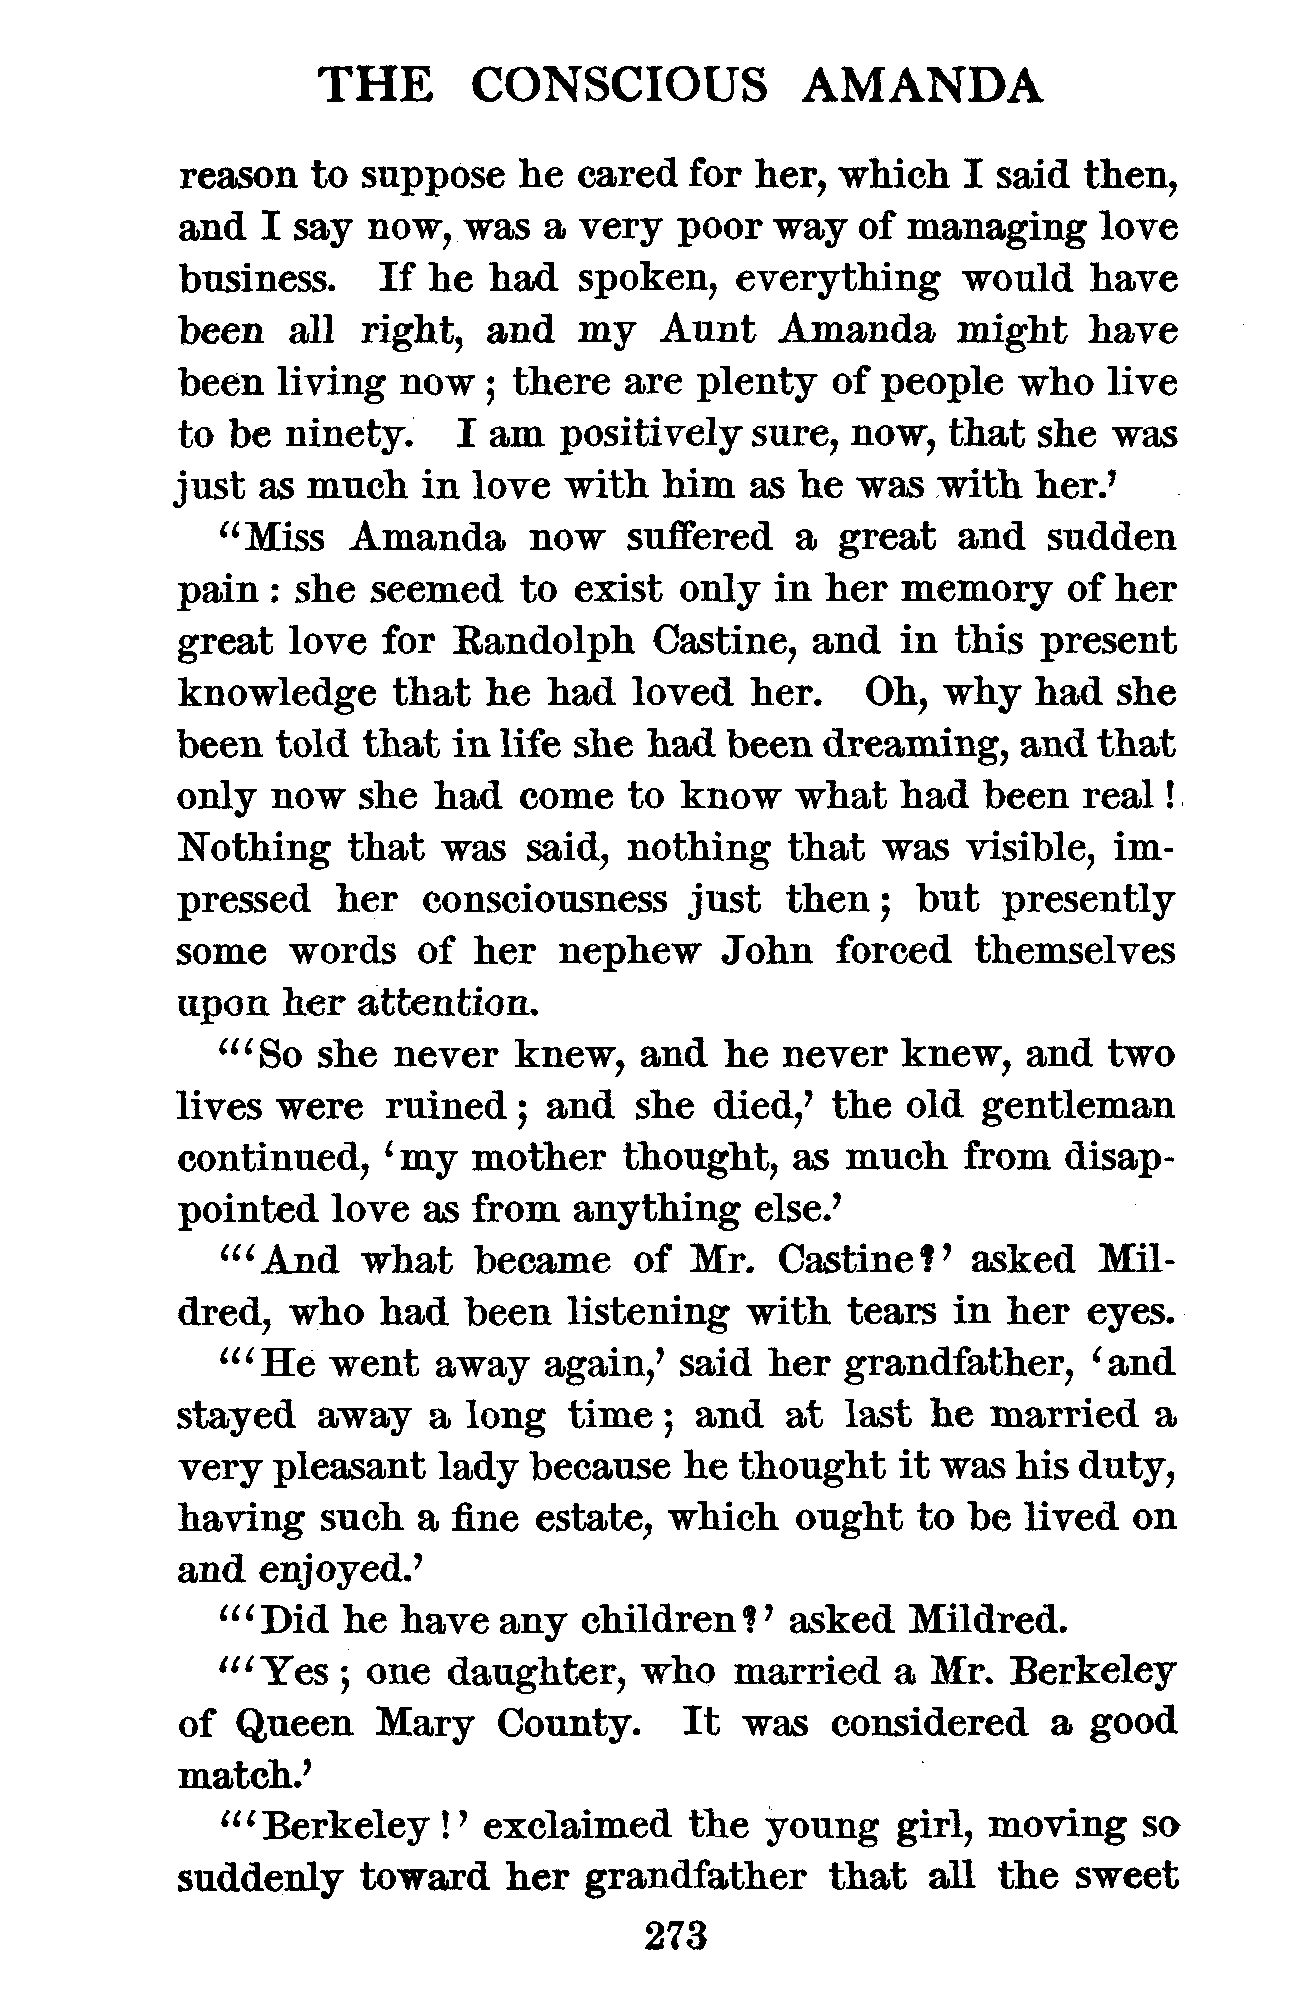 THE CONSCIOUS AMANDA
reason to suppose he cared for her, which I said then,
and I say now, was a very poor way of managing love
business. If he had spoken, everything would have
been all right, and my Aunt Amanda might have
been living now ; there are plenty of people who live
to be ninety. I am positively sure, now, that she was
just as much in love with him as he was with her.’
“Miss Amanda now suffered a great and sudden
pain : she seemed to exist only in her memory of her
great love for Randolph Castine, and in this present
knowledge that he had loved her. Oh, why had she
been told that in life she had been dreaming, and that
only now she had come to know what had been real !
Nothing that was said, nothing that was visible, im-
pressed her consciousness just then ; but presently
some words of her nephew John forced themselves
upon her attention.
“‘So she never knew, and he never knew, and two
lives were ruined ; and she died,’ the old gentleman
continued, ‘my mother thought, as much from disap-
pointed love as from anything else.’
“‘And what became of Mr. Castine?’ asked Mil-
dred, who had been listening with tears in her eyes.
“‘He went away again,’ said her grandfather, ‘and
stayed away a long time ; and at last he married a
very pleasant lady because he thought it was his duty,
having such a fine estate, which ought to be lived on
and enjoyed.’
“‘Did he have any children?’ asked Mildred.
“‘Yes ; one daughter, who married a Mr. Berkeley
of Queen Mary County. It was considered a good
match.’
“‘Berkeley !’ exclaimed the young girl, moving so
suddenly toward her grandfather that all the sweet
273